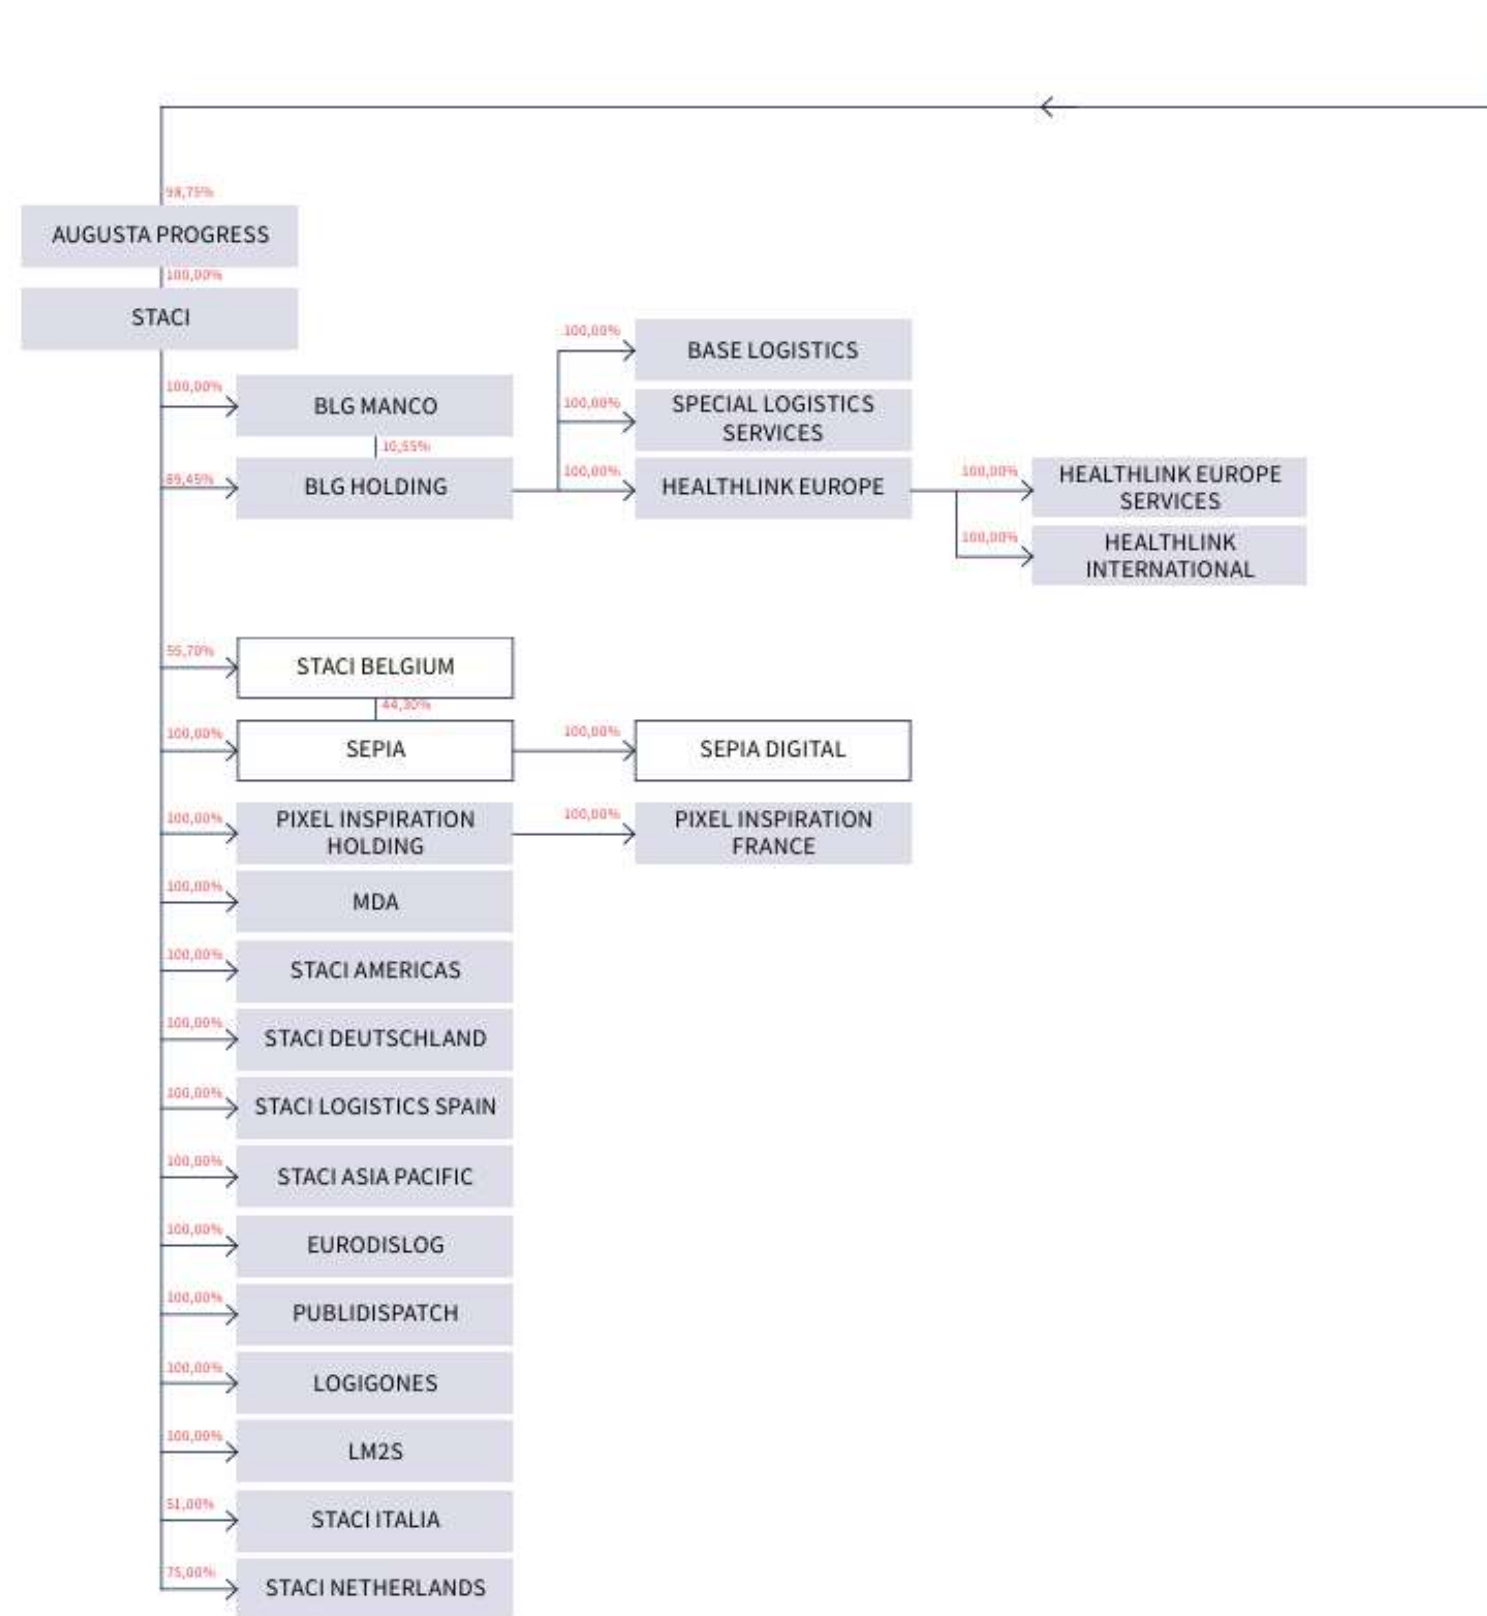 98,75%
AUGUSTA PROGRESS
100,00%
STACI
100,00%
BASE LOGISTICS
100,00%
BLG MANCO
100,00%
SPECIAL LOGISTICS
SERVICES
10,55%
89,45%
BLG HOLDING
100,00%
HEALTHLINK EUROPE
100,00%
HEALTHLINK EUROPE
SERVICES
100,00%
HEALTHLINK
INTERNATIONAL
55,70%
STACI BELGIUM
44,30%
100,00%
SEPIA
100,00%
SEPIA DIGITAL
100,00%
PIXEL INSPIRATION
HOLDING
100,00%
PIXEL INSPIRATION
FRANCE
100,00%
MDA
100,00%
STACI AMERICAS
100,00%
STACI DEUTSCHLAND
100,00%
STACI LOGISTICS SPAIN
100,00%
STACI ASIA PACIFIC
100,00%
EURODISLOG
100,00%
PUBLIDISPATCH
100,00%
LOGIGONES
100,00%
LM2S
51,00%
STACI ITALIA
75,00%
STACI NETHERLANDS